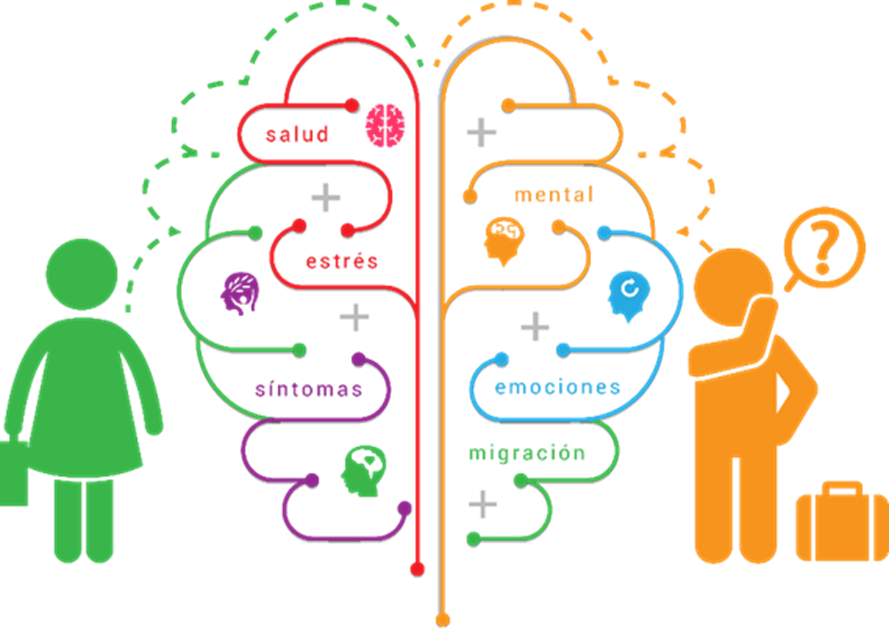 salud
mental
estrés
síntomas
emociones
migración
?